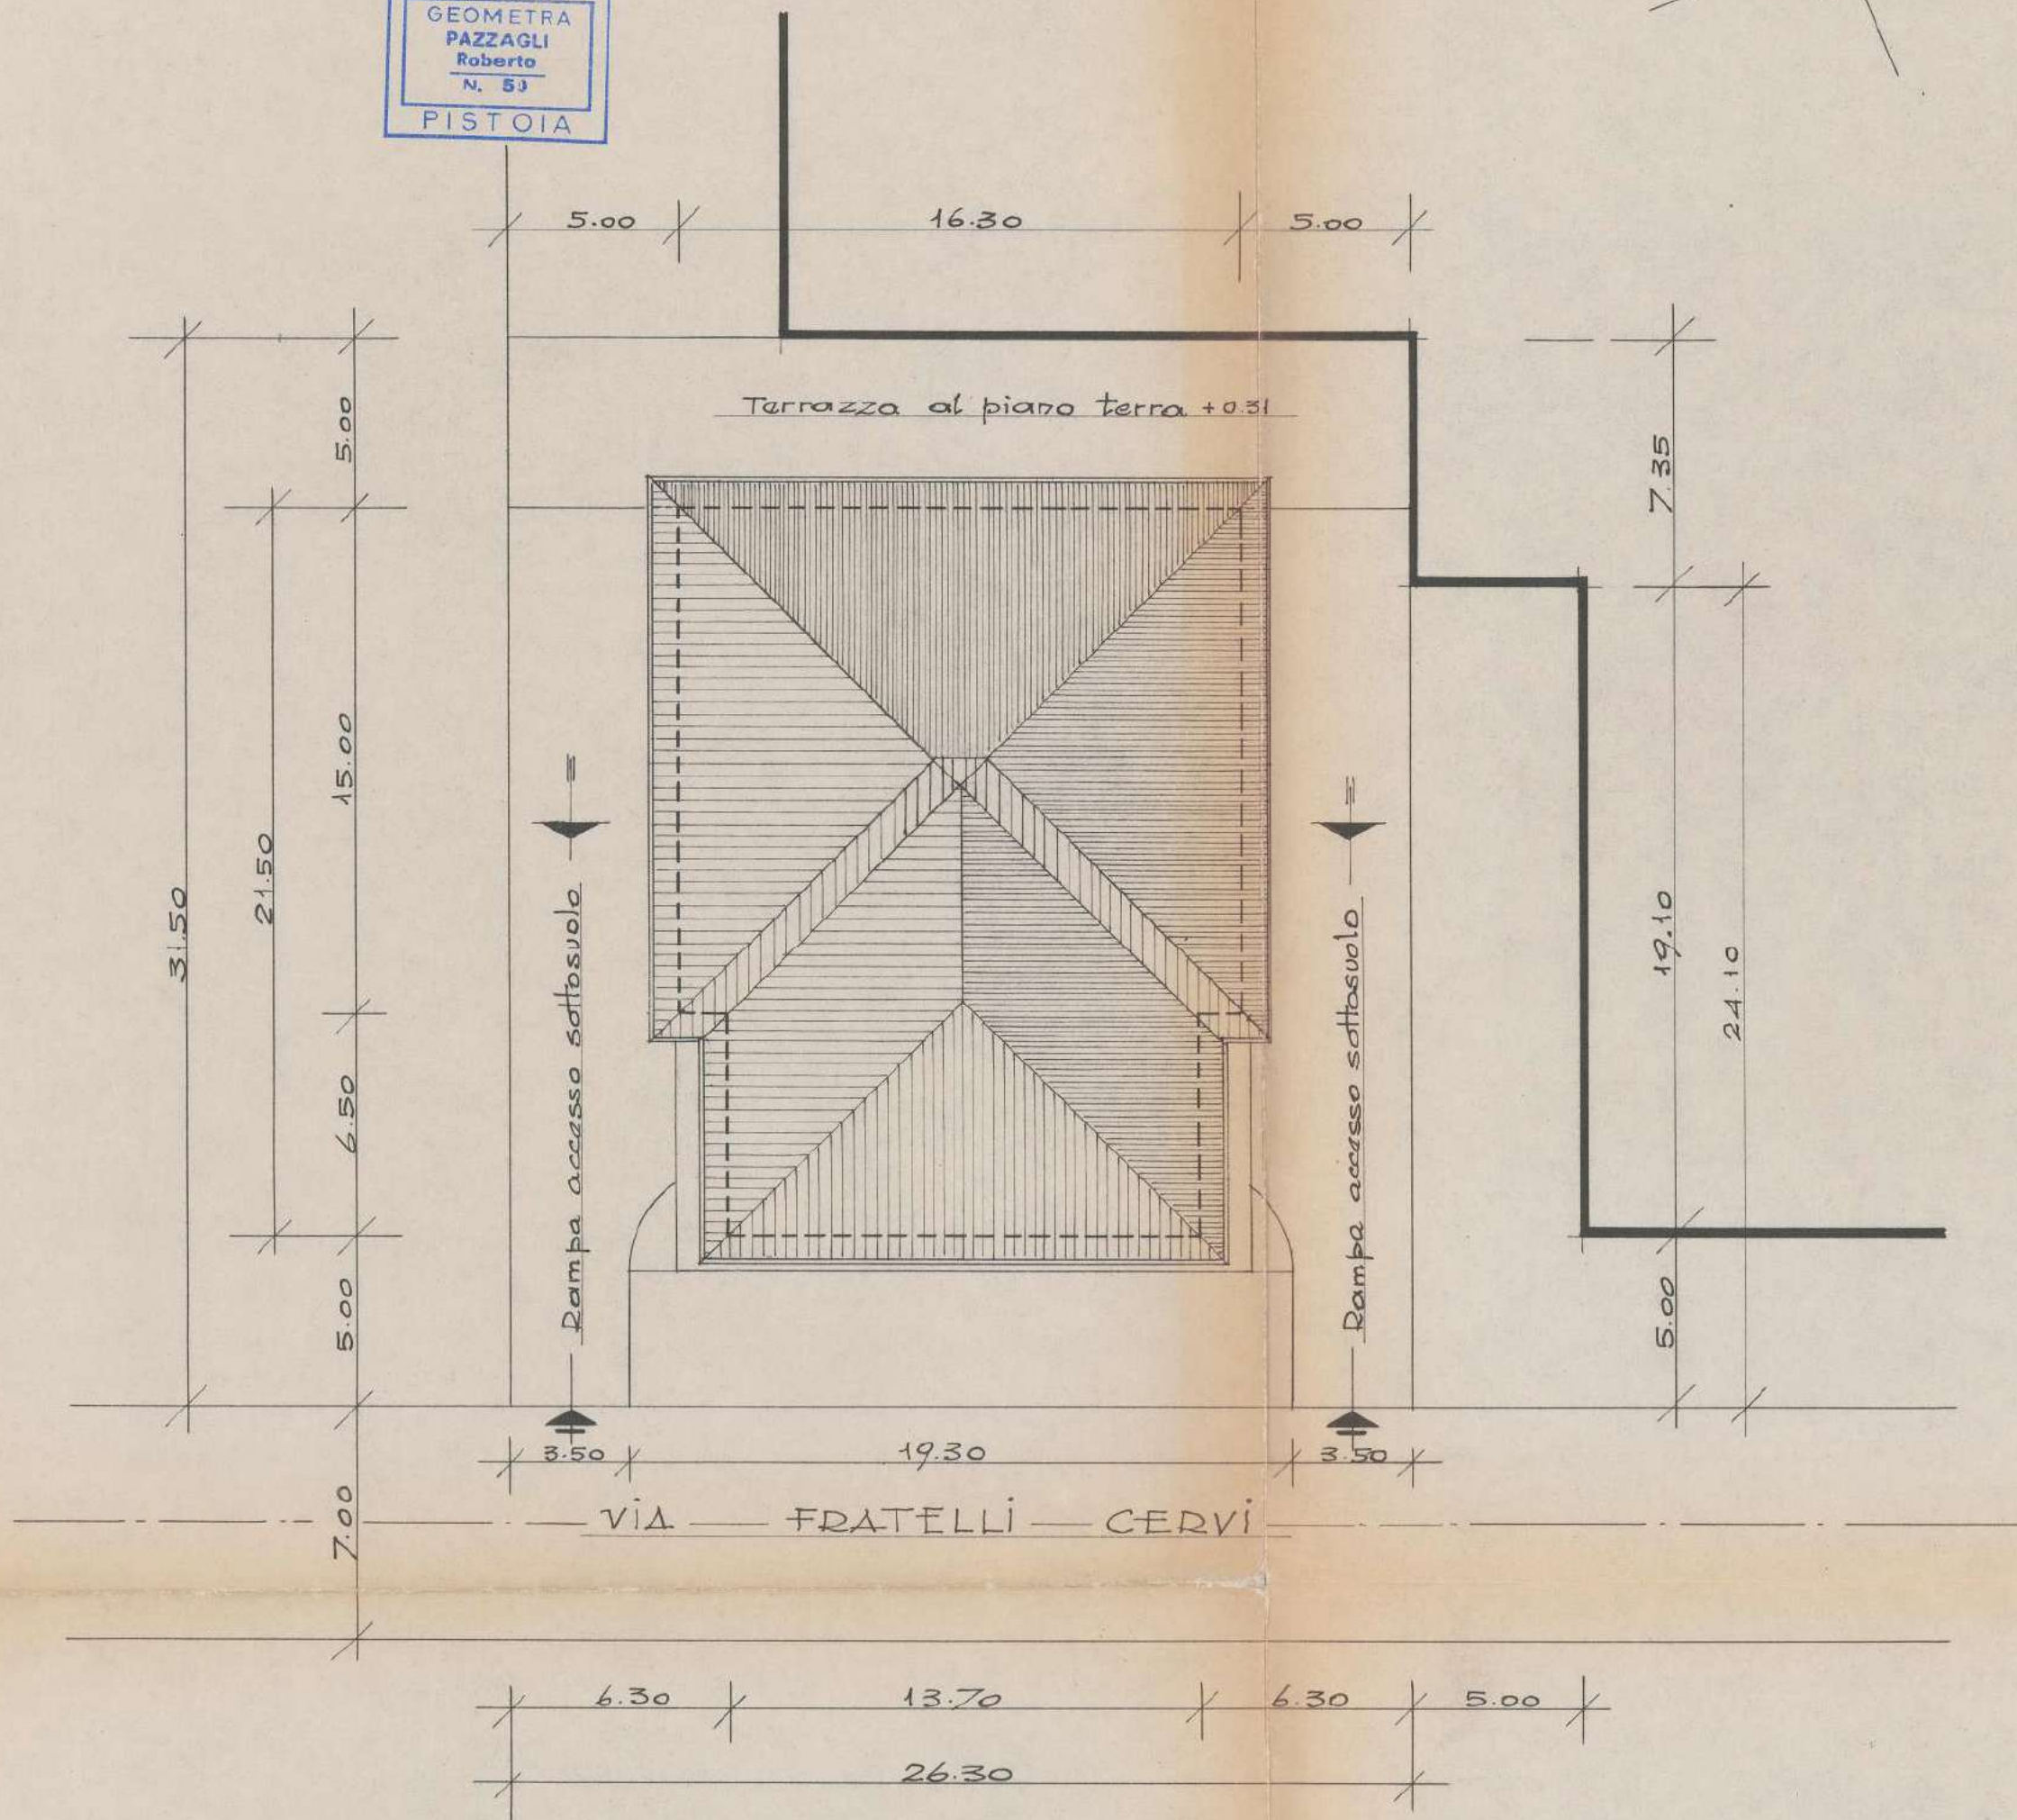 GEOMETRA
PAZZAGLI
Roberto
PISTOIA
5.00 16.30 5.00
Terrazza al piano terra +0.31
5.00
15.00
6.50
5.00
7.00
21.50
31.50
7.35
19.10
24.10
5.00
Rampa accesso sottosuolo
Rampa accesso sottosuolo
3.50 19.30 3.50
VIA FRATELLI CERVI
6.30 13.70 6.30 5.00
26.30